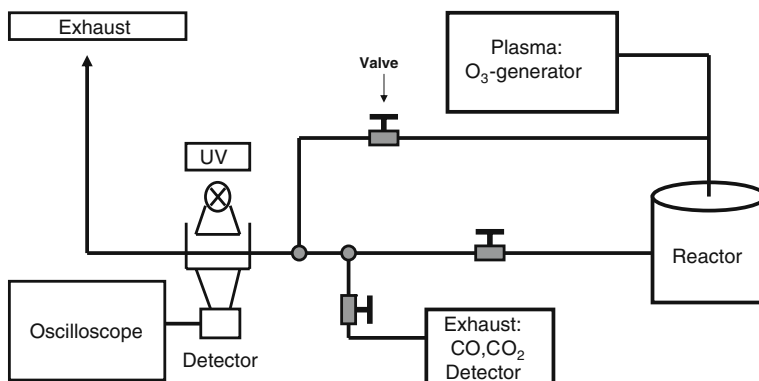 Exhaust
Plasma:
O₃-generator
Valve
UV
Reactor
Oscilloscope
Detector
Exhaust:
CO,CO₂
Detector